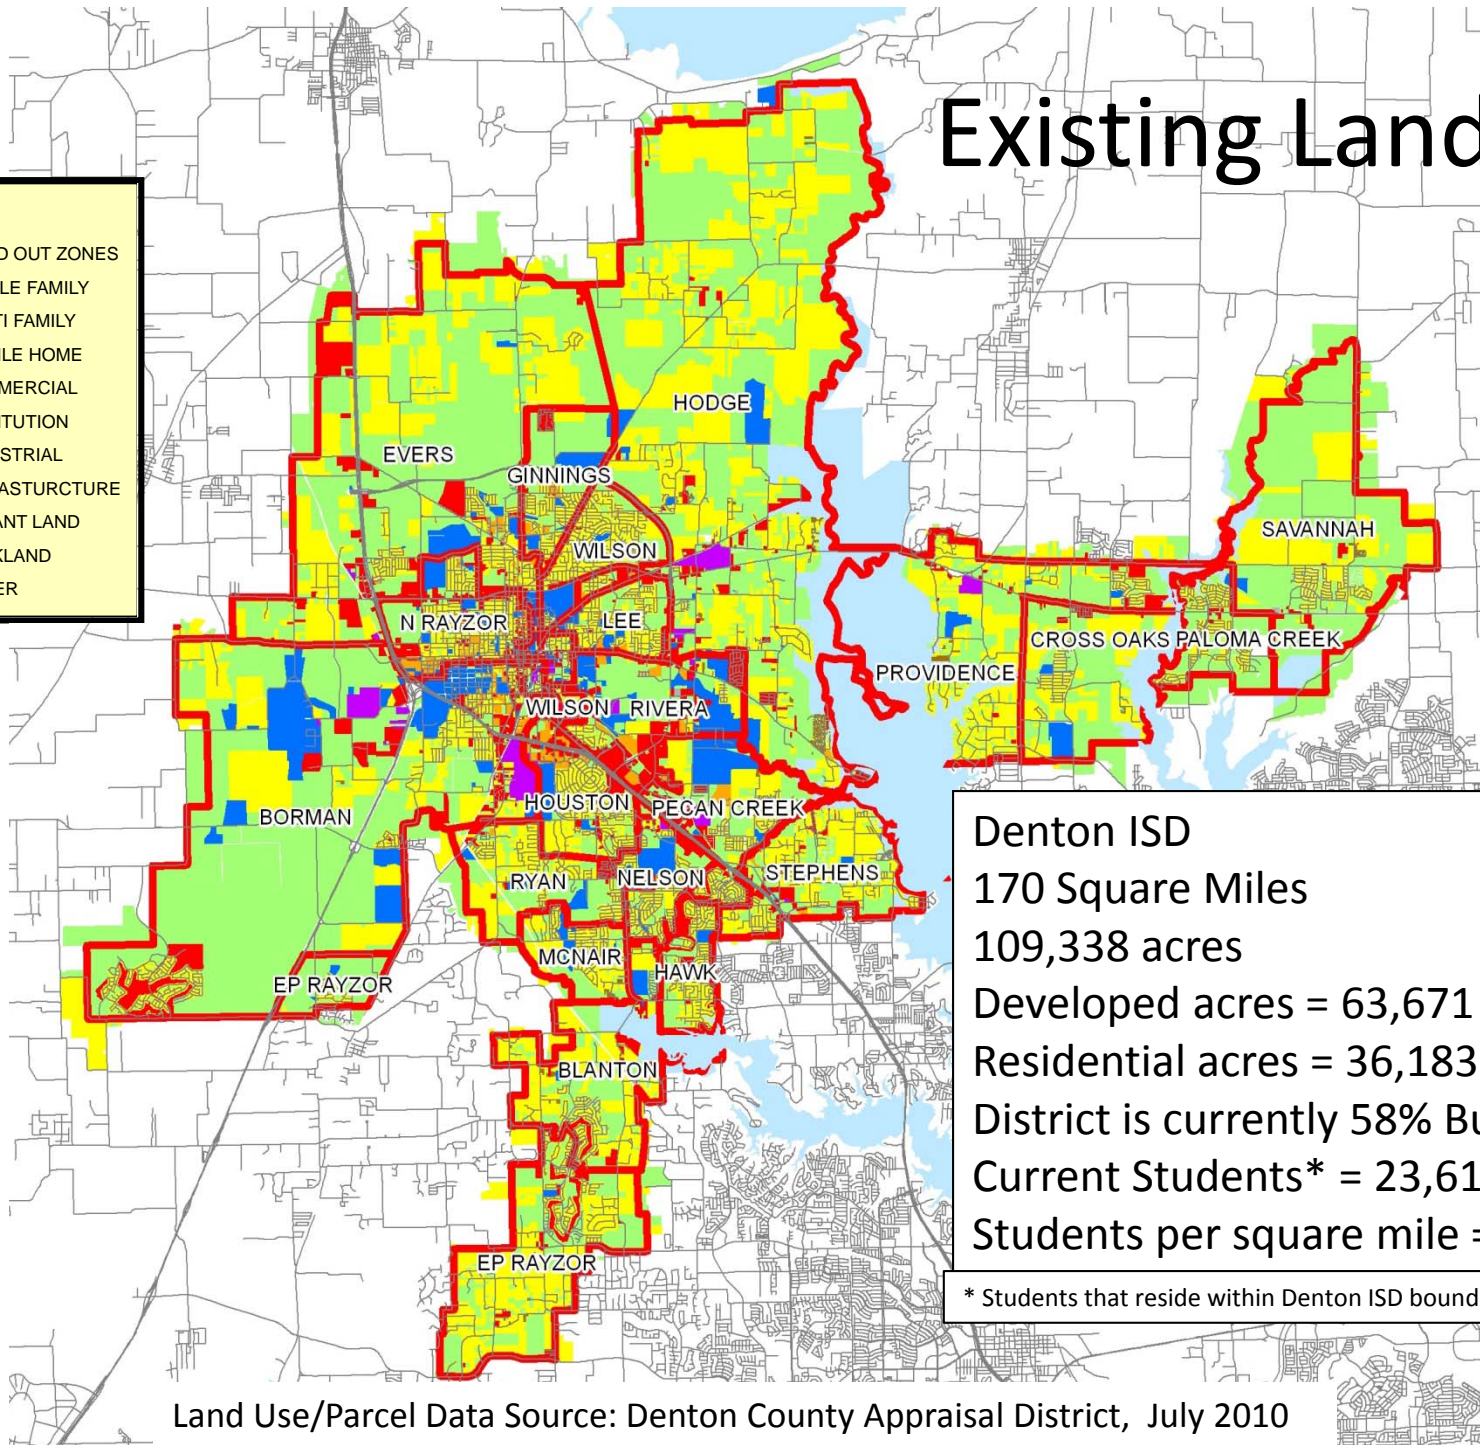 Existing Land
D OUT ZONES
LE FAMILY
TI FAMILY
ILE HOME
MERCIAL
ITUTION
STRIAL
ASTURCTURE
ANT LAND
KLAND
ER
HODGE
EVERS
GINNINGS
WILSON
SAVANNAH
N RAYZOR
LEE
CROSS OAKS
PALOMA CREEK
PROVIDENCE
WILSON
RIVERA
HOUSTON
PECAN CREEK
BORMAN
RYAN
NELSON
STEPHENS
MCNAIR
HAWK
EP RAYZOR
BLANTON
EP RAYZOR
Denton ISD
170 Square Miles
109,338 acres
Developed acres = 63,671
Residential acres = 36,183
District is currently 58% Bu
Current Students* = 23,61
Students per square mile =
* Students that reside within Denton ISD bound
Land Use/Parcel Data Source: Denton County Appraisal District, July 2010